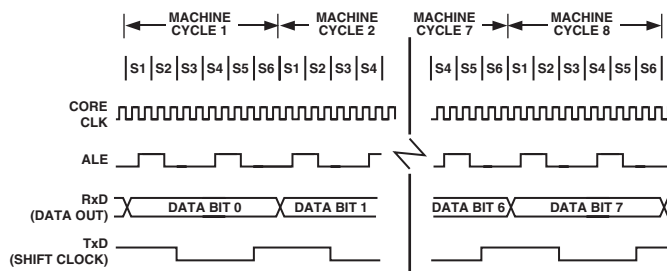 MACHINE CYCLE 1 MACHINE CYCLE 2 MACHINE CYCLE 7 MACHINE CYCLE 8
S1 S2 S3 S4 S5 S6 S1 S2 S3 S4 S4 S5 S6 S1 S2 S3 S4 S5 S6
CORE CLK
ALE
RxD (DATA OUT) DATA BIT 0 DATA BIT 1 DATA BIT 6 DATA BIT 7
TxD (SHIFT CLOCK)